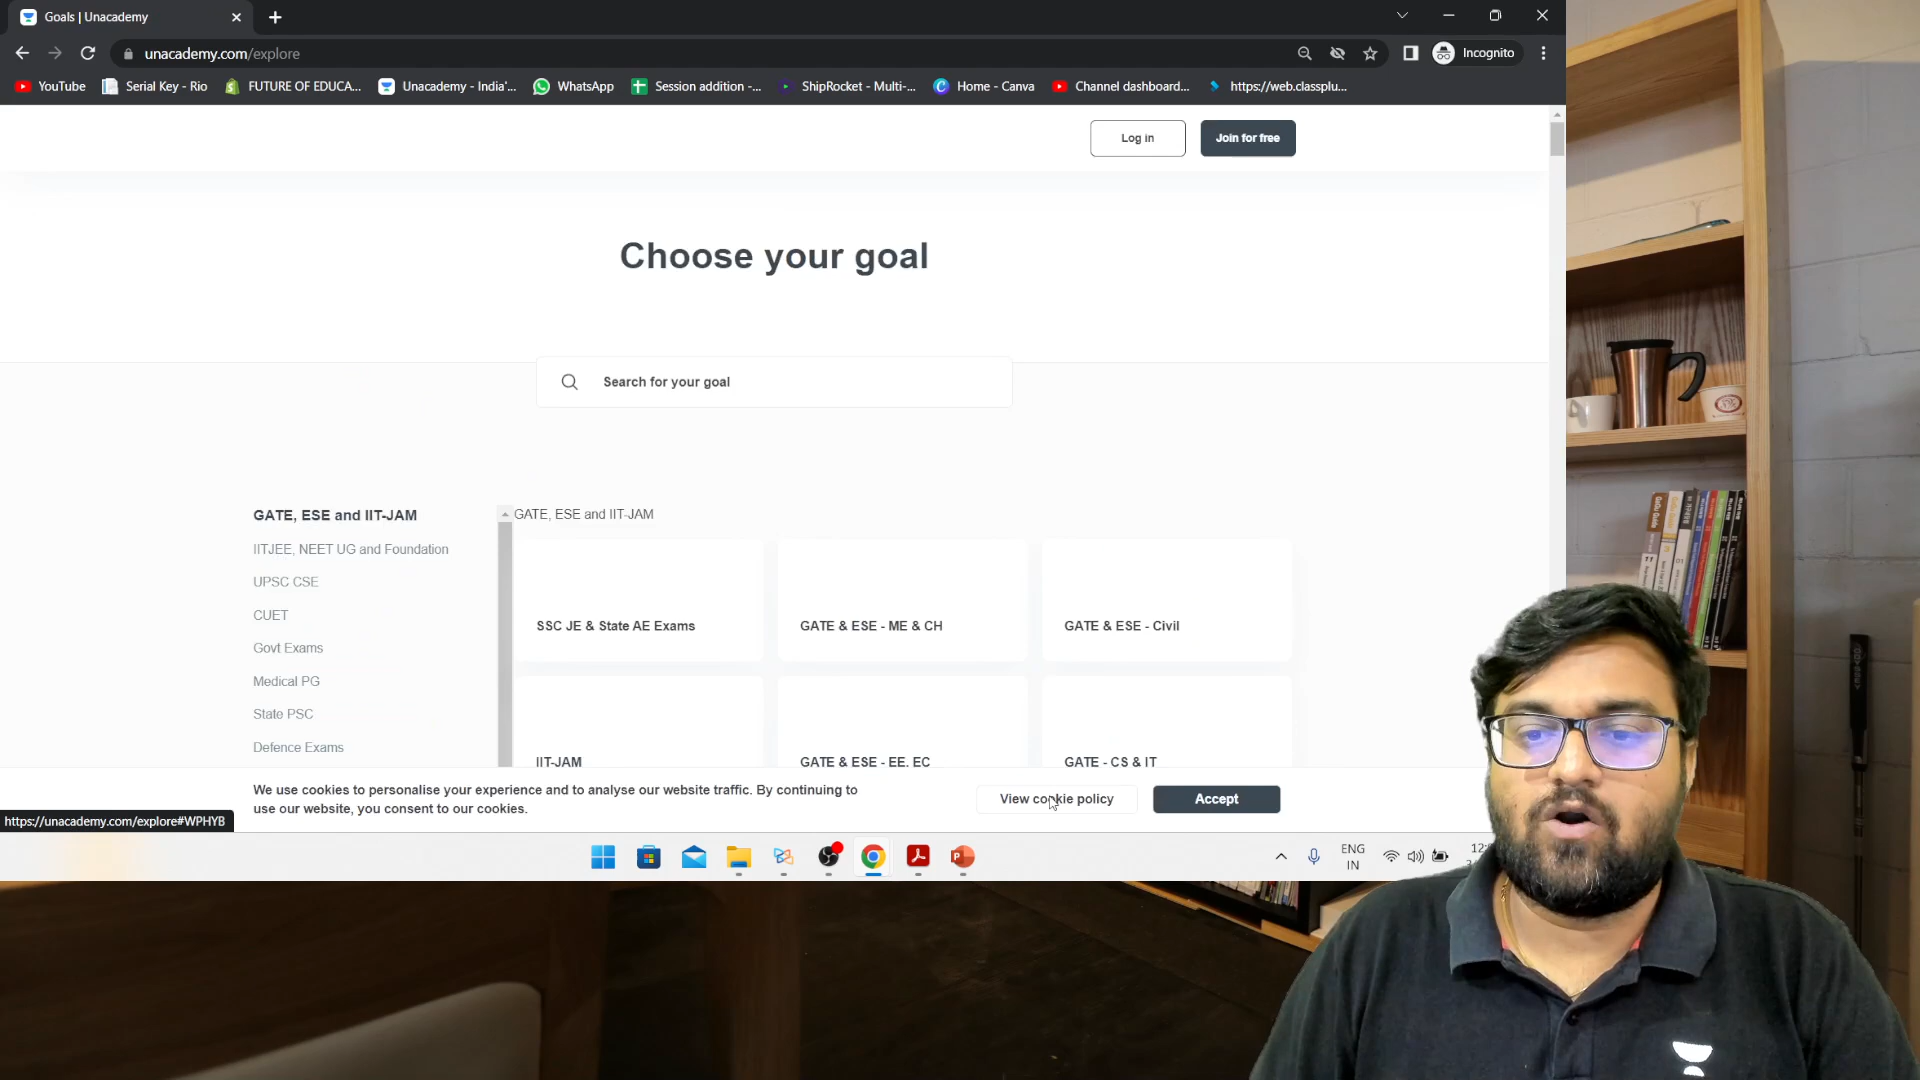 Goals | Unacademy
unacademy.com/explore
Incognito
YouTube
Serial Key - Rio
FUTURE OF EDUCA...
Unacademy - India'...
WhatsApp
Session addition -...
ShipRocket - Multi-...
Home - Canva
Channel dashboard...
https://web.classplu...
Log in
Join for free
Choose your goal
Search for your goal
GATE, ESE and IIT-JAM
IITJEE, NEET UG and Foundation
UPSC CSE
CUET
Govt Exams
Medical PG
State PSC
Defence Exams
GATE, ESE and IIT-JAM
SSC JE & State AE Exams
GATE & ESE - ME & CH
GATE & ESE - Civil
IIT-JAM
GATE & ESE - EE, EC
GATE - CS & IT
We use cookies to personalise your experience and to analyse our website traffic. By continuing to
use our website, you consent to our cookies.
View cookie policy
Accept
https://unacademy.com/explore#WPHYB
ENG
IN